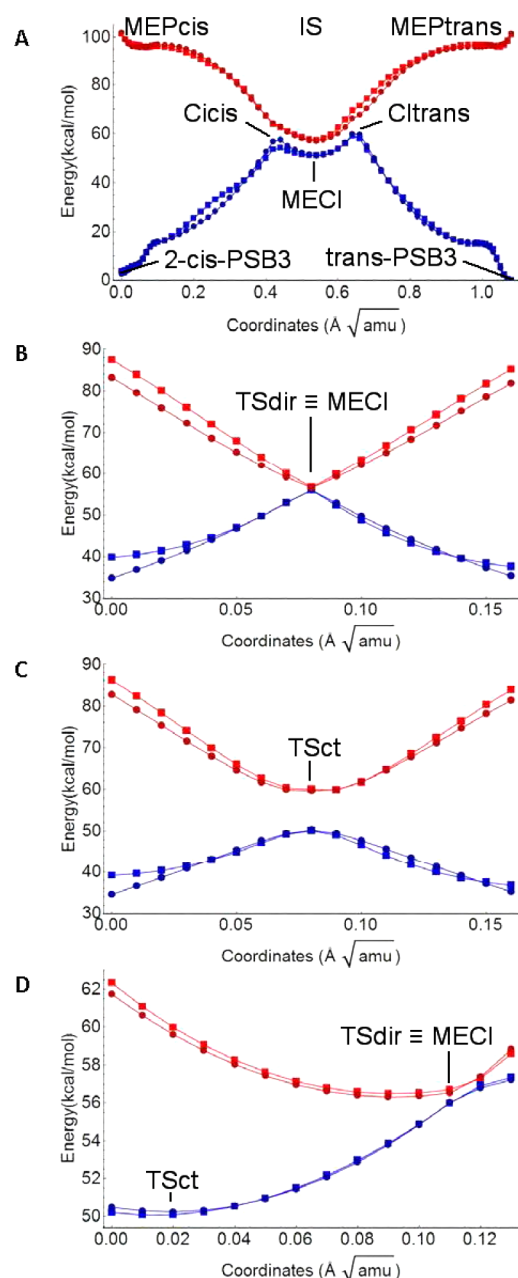 A
MEPcis IS MEPtrans
100
80
60
40
20
0
Energy(kcal/mol)
Cicis
CItrans
MECI
2-cis-PSB3
trans-PSB3
0.0 0.2 0.4 0.6 0.8 1.0
Coordinates (Å √amu)
B
90
80
70
60
50
40
30
Energy(kcal/mol)
TSdir ≡ MECI
0.00 0.05 0.10 0.15
Coordinates (Å √amu)
C
90
80
70
60
50
40
30
Energy(kcal/mol)
TSct
0.00 0.05 0.10 0.15
Coordinates (Å √amu)
D
62
60
58
56
54
52
50
Energy(kcal/mol)
TSdir ≡ MECI
TSct
0.00 0.02 0.04 0.06 0.08 0.10 0.12
Coordinates (Å √amu)